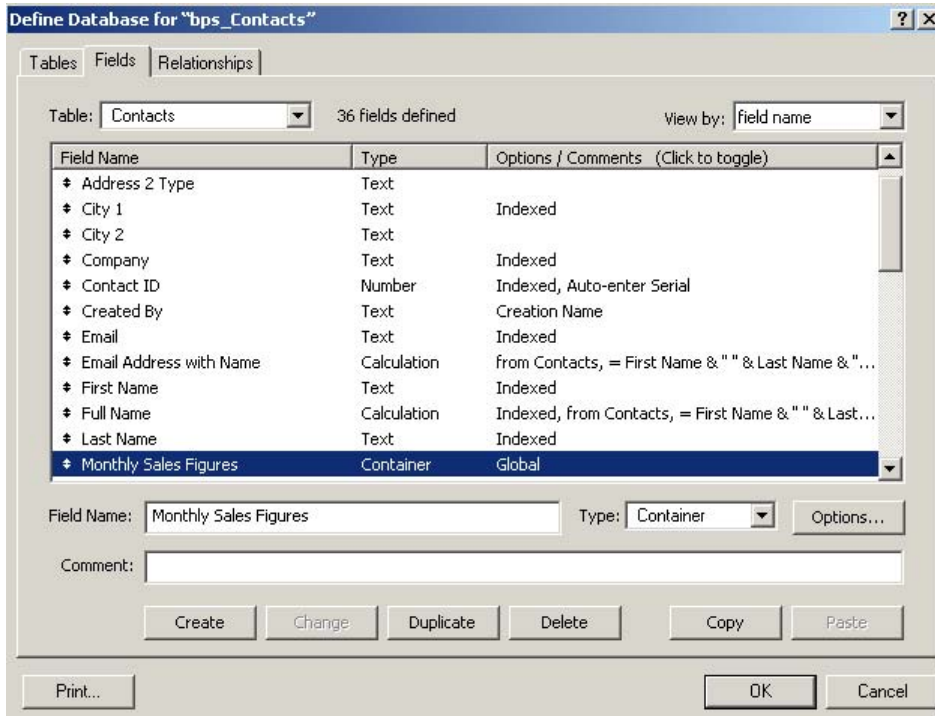 Define Database for "bps_Contacts"
Tables Fields Relationships
Table: Contacts 36 fields defined View by: field name
Field Name Type Options / Comments (Click to toggle)
Address 2 Type Text
City 1 Text Indexed
City 2 Text
Company Text Indexed
Contact ID Number Indexed, Auto-enter Serial
Created By Text Creation Name
Email Text Indexed
Email Address with Name Calculation from Contacts, = First Name & " " & Last Name & "...
First Name Text Indexed
Full Name Calculation Indexed, from Contacts, = First Name & " " & Last...
Last Name Text Indexed
Monthly Sales Figures Container Global
Field Name: Monthly Sales Figures Type: Container Options...
Comment:
Create Change Duplicate Delete Copy Paste
Print... OK Cancel